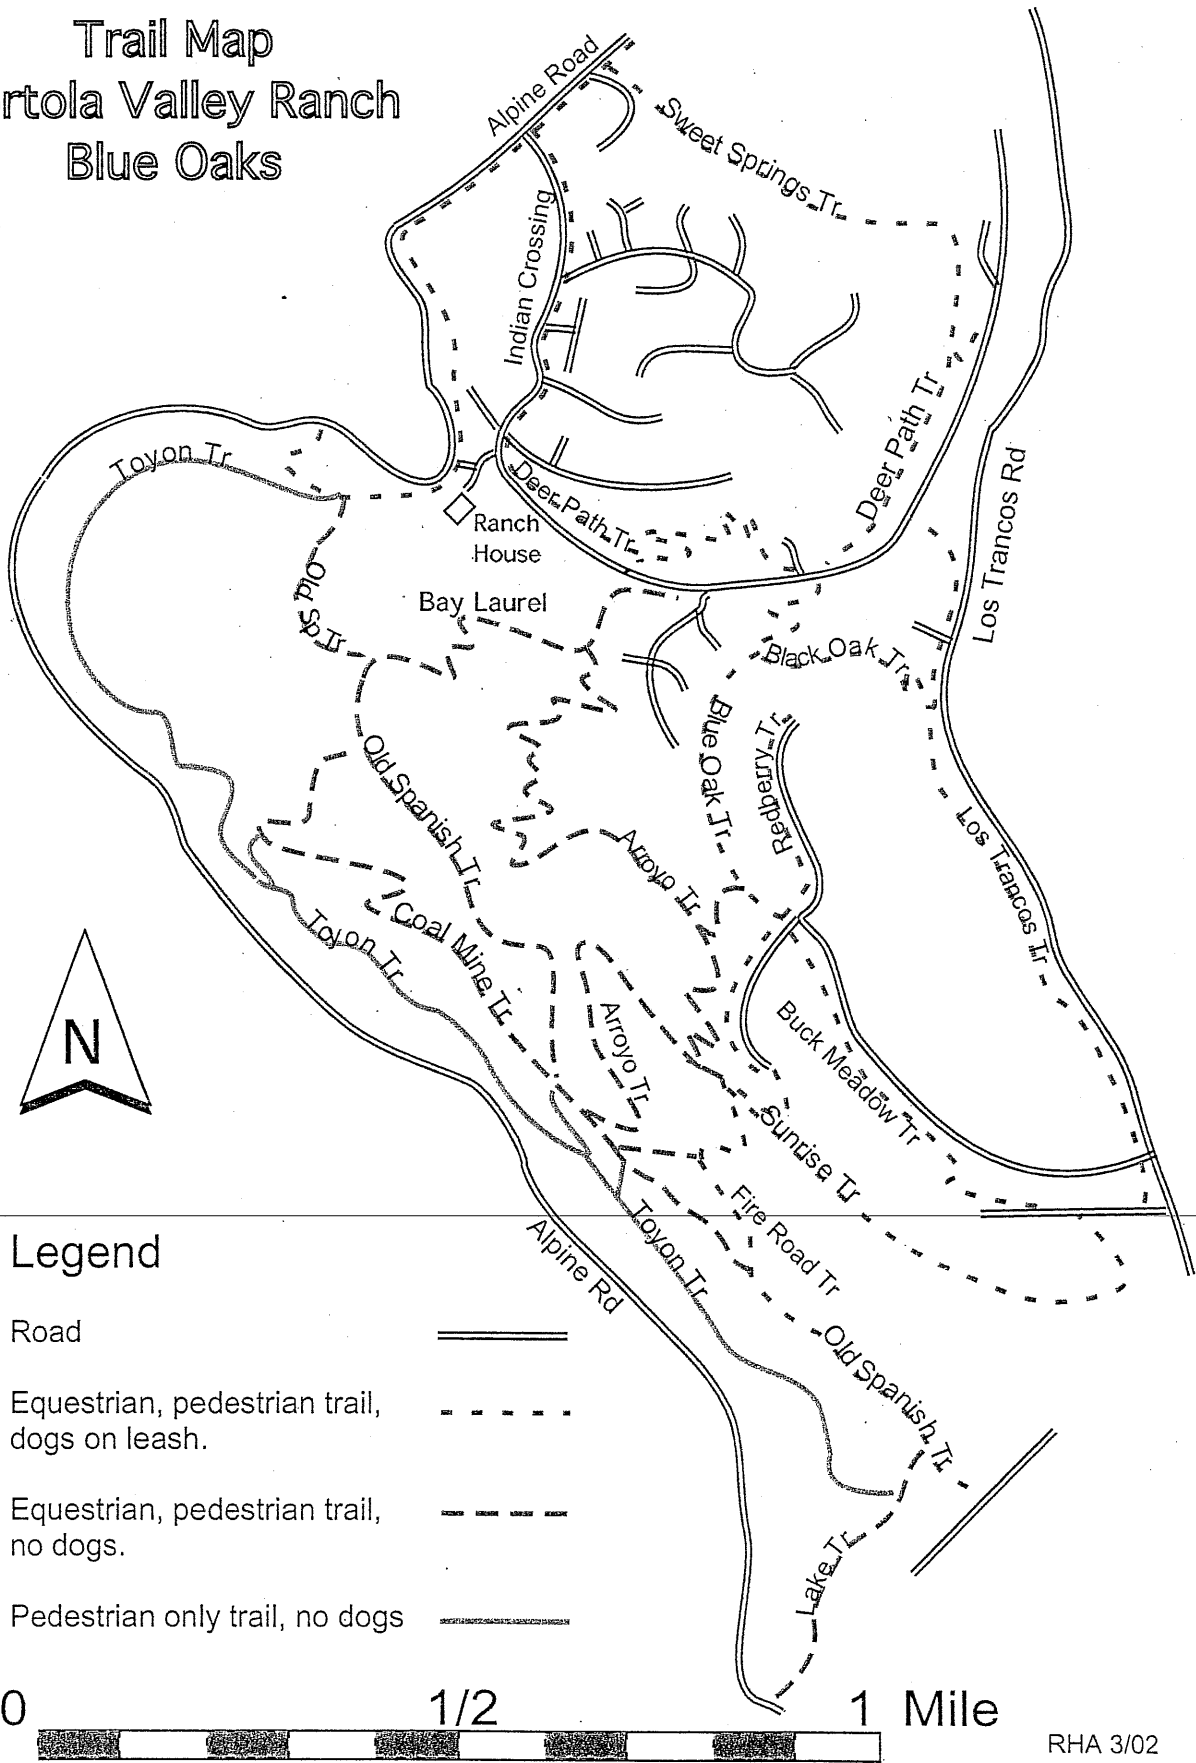 Trail Map
rtola Valley Ranch
Blue Oaks
Alpine Road
Sweet Springs Tr
Indian Crossing
Deer Path Tr
Los Trancos Rd
Toyon Tr
Deer Path Tr
Ranch
House
Old Sp Tr
Bay Laurel
Black Oak Tr
Blue Oak Tr
Redberry Tr
Old Spanish Tr
Arroyo Tr
Los Trancos Tr
Coal Mine Tr
Toyon Tr
N
Arroyo Tr
Buck Meadow Tr
Sunrise Tr
Fire Road Tr
Toyon Tr
Alpine Rd
Old Spanish Tr
Lake Tr
Legend
Road
Equestrian, pedestrian trail,
dogs on leash.
Equestrian, pedestrian trail,
no dogs.
Pedestrian only trail, no dogs
0 1/2 1 Mile
RHA 3/02